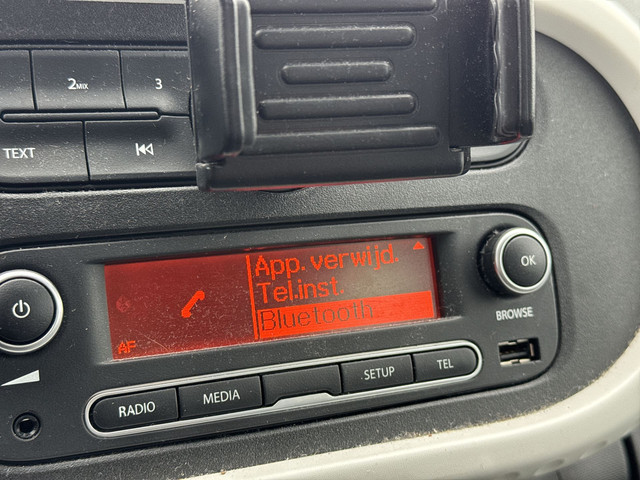 2MIX
3
TEXT
App. verwijd.
Tel.inst.
Bluetooth
AF
OK
BROWSE
RADIO
MEDIA
SETUP
TEL